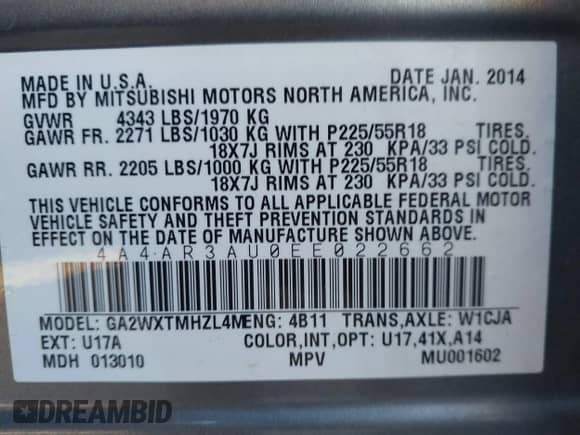 MADE IN U.S.A. DATE JAN. 2014
MFD BY MITSUBISHI MOTORS NORTH AMERICA, INC.
GVWR 4343 LBS/1970 KG
GAWR FR. 2271 LBS/1030 KG WITH P225/55R18 TIRES.
18X7J RIMS AT 230 KPA/33 PSI COLD.
GAWR RR. 2205 LBS/1000 KG WITH P225/55R18 TIRES.
18X7J RIMS AT 230 KPA/33 PSI COLD.
THIS VEHICLE CONFORMS TO ALL APPLICABLE FEDERAL MOTOR
VEHICLE SAFETY AND THEFT PREVENTION STANDARDS IN
EFFECT ON THE DATE OF MANUFACTURE SHOWN ABOVE.
4A4AR3AU0EE022662
MODEL: GA2WXTMHZL4M ENG: 4B11 TRANS,AXLE: W1CJA
EXT: U17A COLOR,INT,OPT: U17,41X,A14
MDH 013010 MPV MU001602
DREAMBID